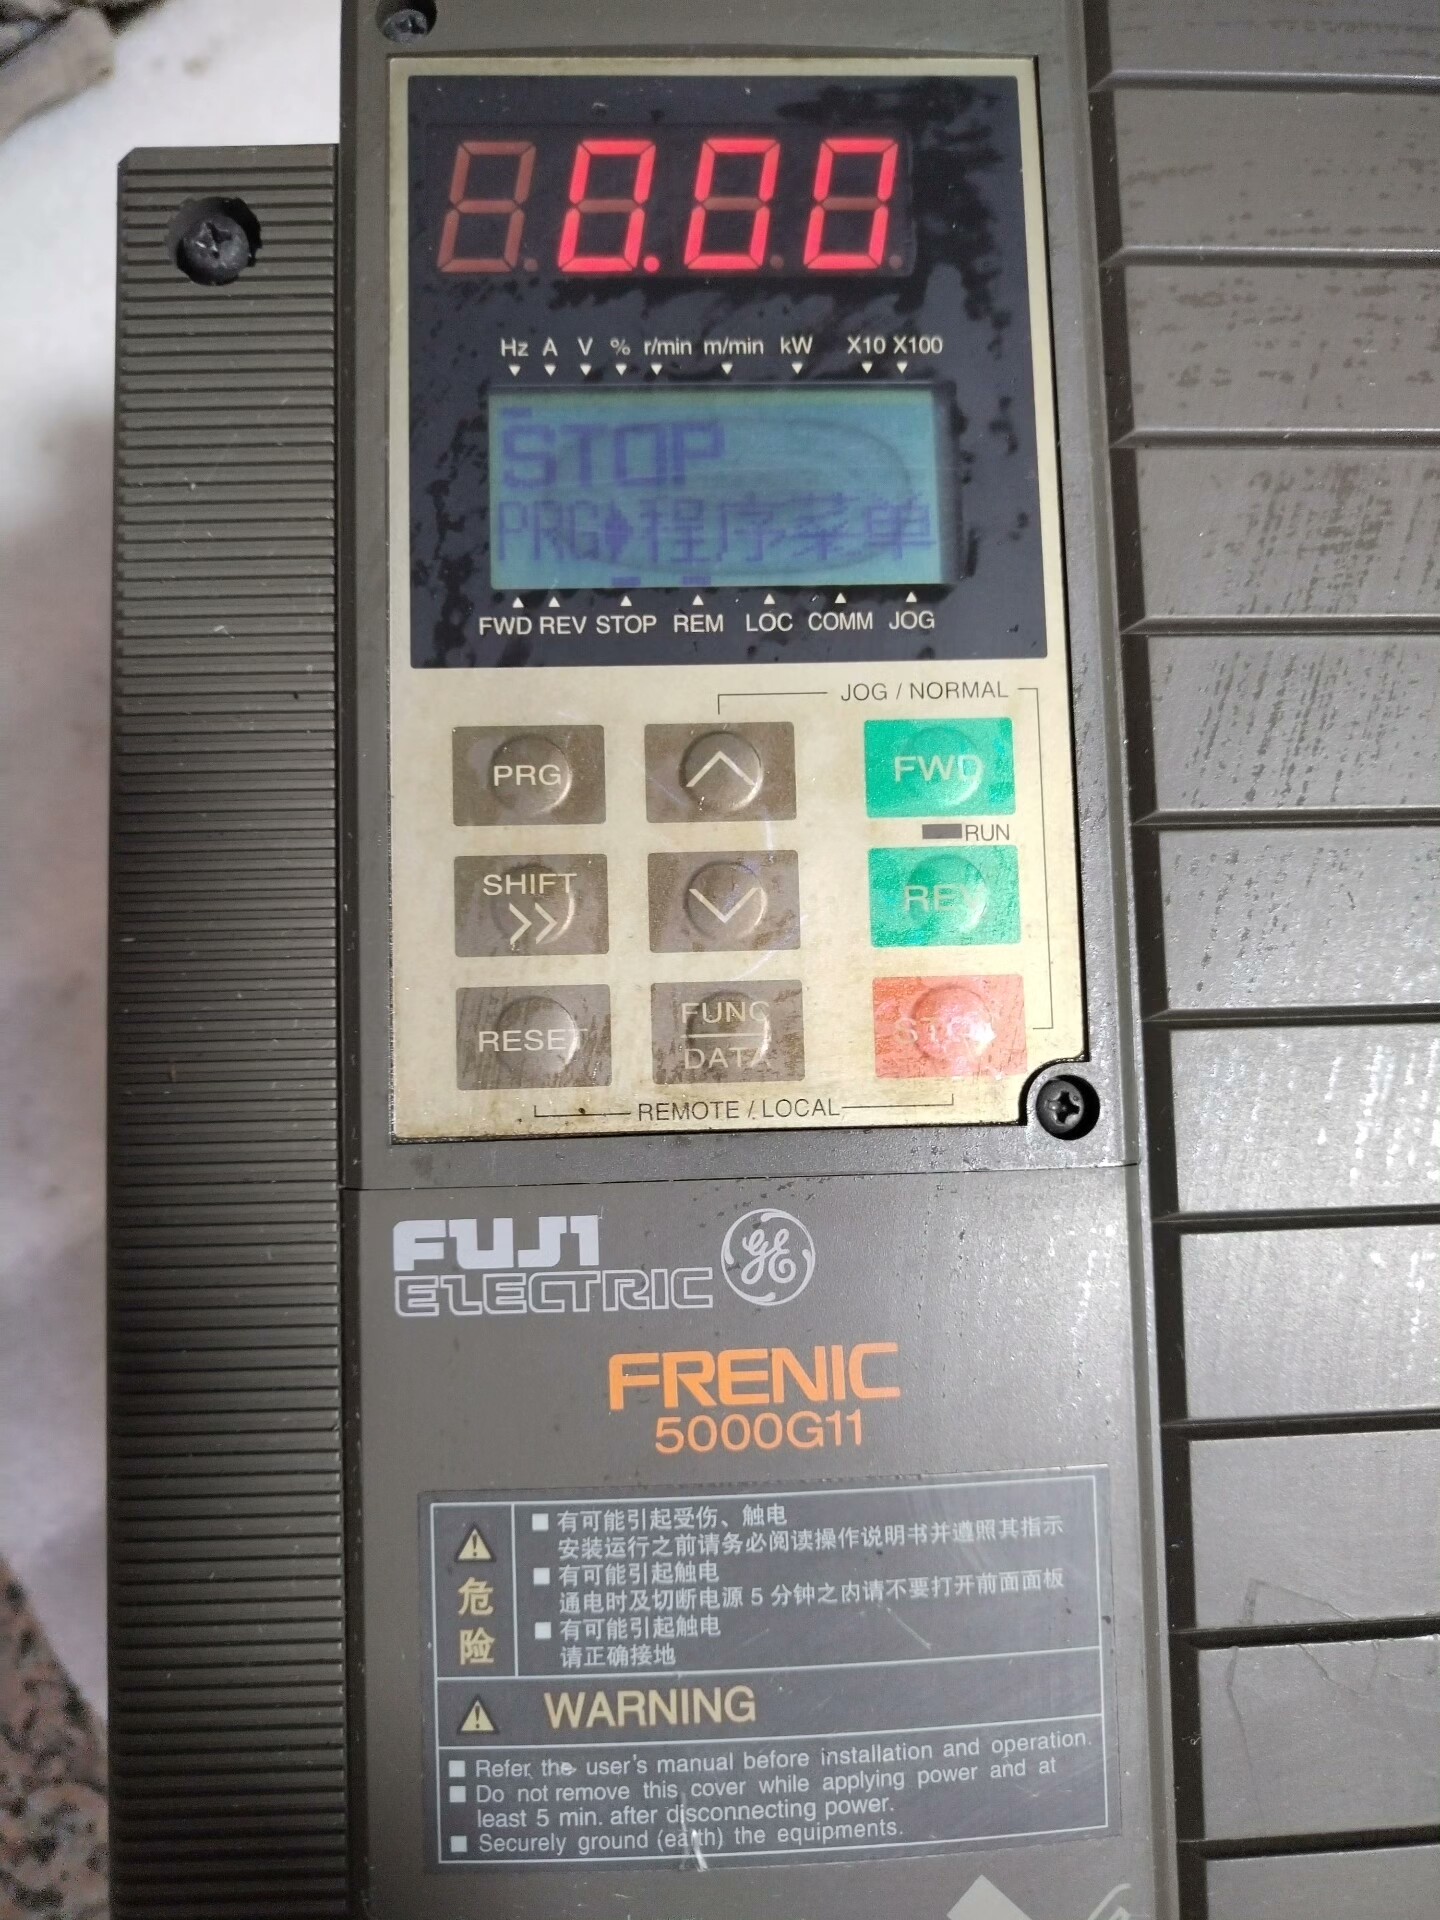 0.00
Hz A V % r/min m/min kW X10 X100
STOP
PRG▶程序菜单
FWD REV STOP REM LOC COMM JOG
JOG / NORMAL
PRG
FWD
RUN
SHIFT
REV
RESET
FUNC
DATA
STOP
REMOTE / LOCAL
FUJI
ELECTRIC
GE
FRENIC
5000G11
危险
■ 有可能引起受伤、触电
安装运行之前请务必阅读操作说明书并遵照其指示
■ 有可能引起触电
通电时及切断电源 5 分钟之内请不要打开前面面板
■ 有可能引起触电
请正确接地
WARNING
■ Refer the user's manual before installation and operation.
■ Do not remove this cover while applying power and at
least 5 min. after disconnecting power.
■ Securely ground (earth) the equipments.